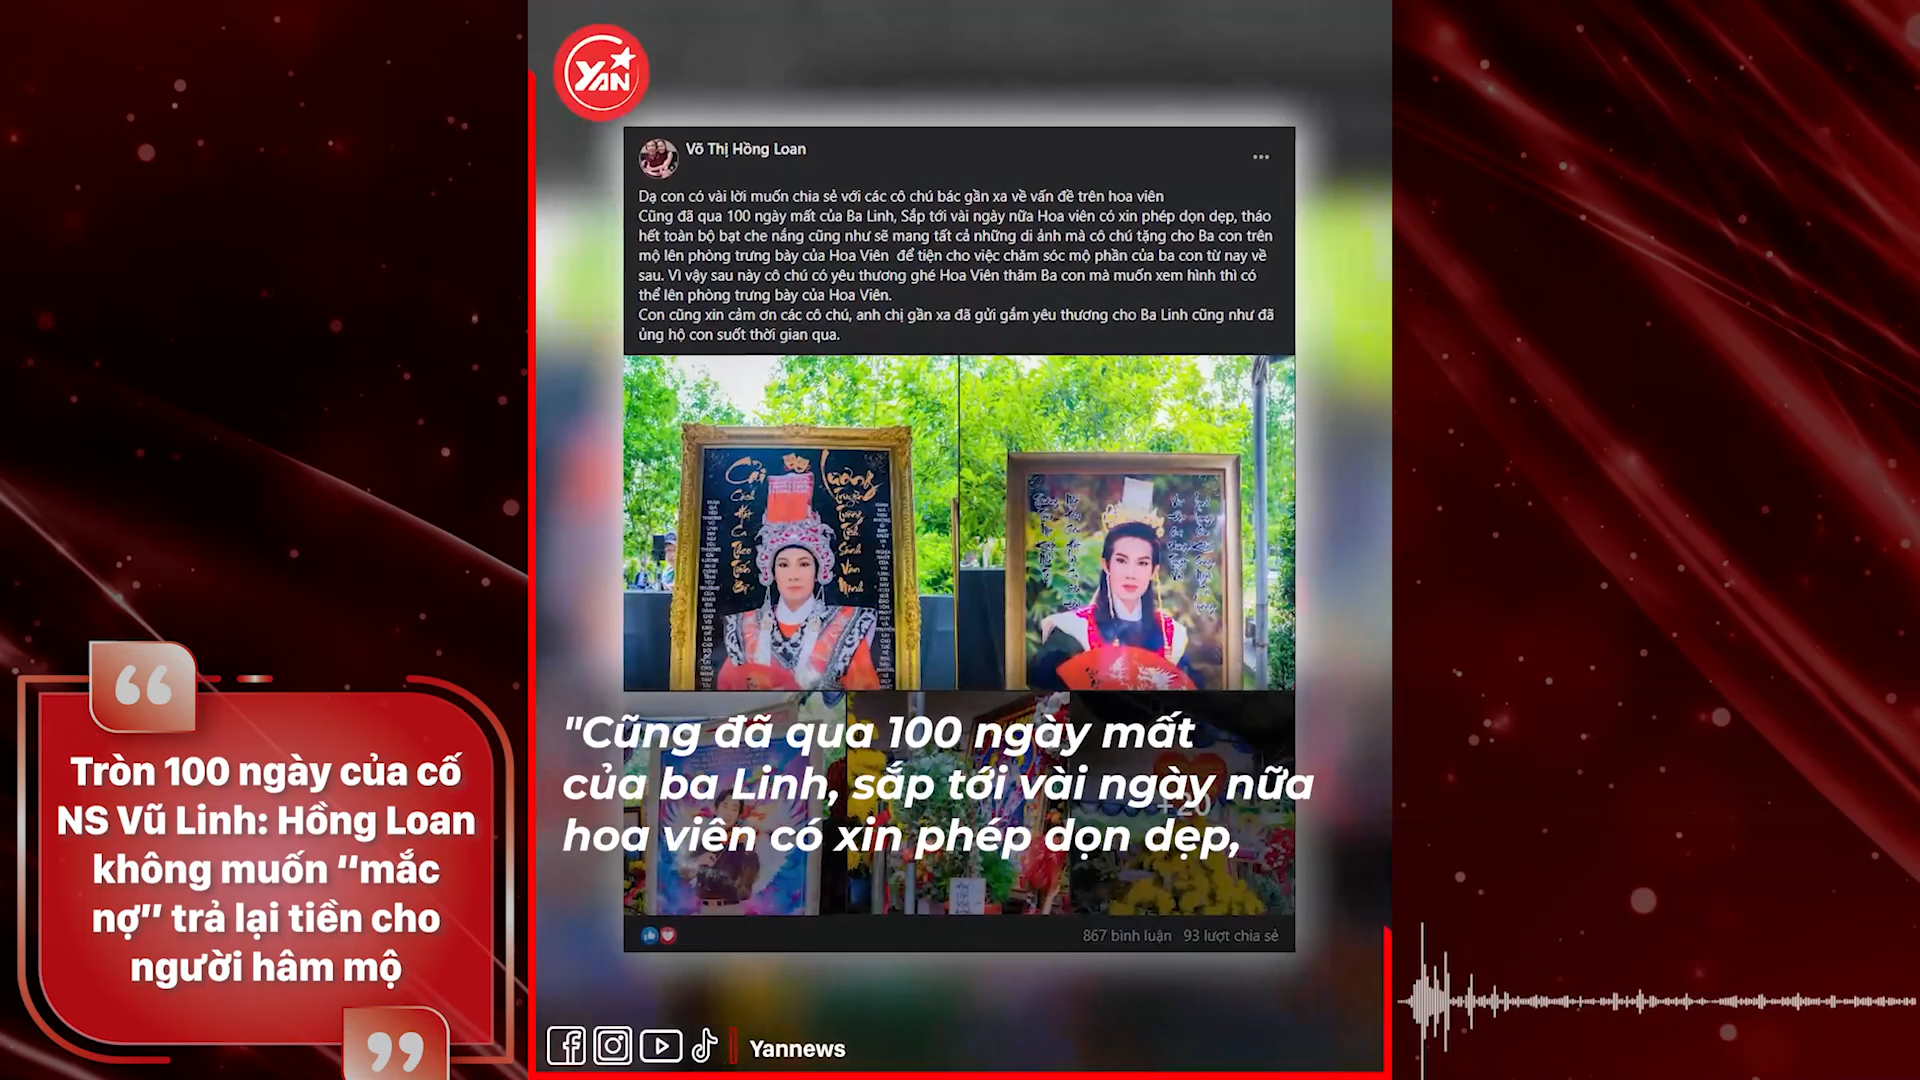 YAN
Võ Thị Hồng Loan
Dạ con có vài lời muốn chia sẻ với các cô chú bác gần xa về vấn đề trên hoa viên
Cũng đã qua 100 ngày mất của Ba Linh, Sắp tới vài ngày nữa Hoa viên có xin phép dọn dẹp, tháo
hết toàn bộ bạt che nắng cũng như sẽ mang tất cả những di ảnh mà cô chú tặng cho Ba con trên
mộ lên phòng trưng bày của Hoa Viên để tiện cho việc chăm sóc mộ phần của ba con từ nay về
sau. Vì vậy sau này cô chú có yêu thương ghé Hoa Viên thăm Ba con mà muốn xem hình thì có
thể lên phòng trưng bày của Hoa Viên.
Con cũng xin cảm ơn các cô chú, anh chị gần xa đã gửi gắm yêu thương cho Ba Linh cũng như đã
ủng hộ con suốt thời gian qua.
Cải Lương
"Cũng đã qua 100 ngày mất
của ba Linh, sắp tới vài ngày nữa
hoa viên có xin phép dọn dẹp,
+20
867 bình luận 93 lượt chia sẻ
Tròn 100 ngày của cố
NS Vũ Linh: Hồng Loan
không muốn “mắc
nợ” trả lại tiền cho
người hâm mộ
Yannews